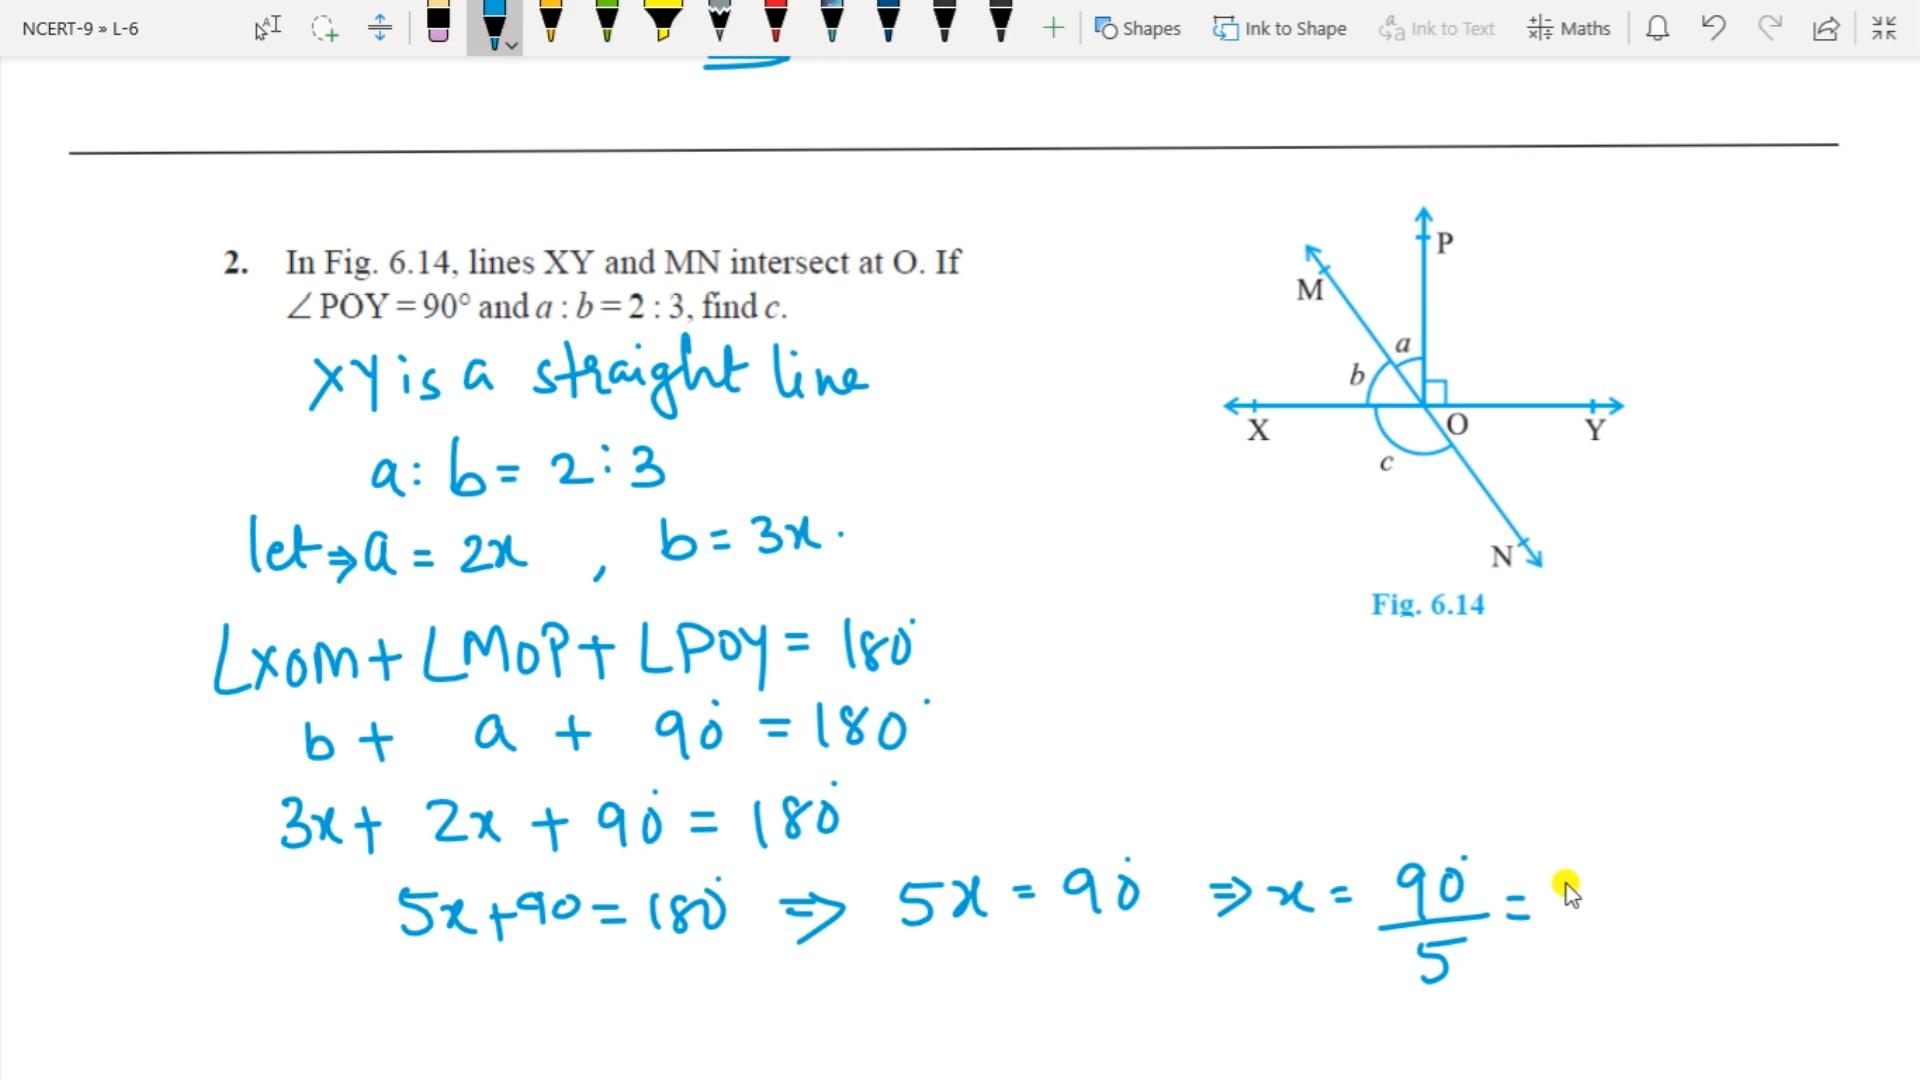 NCERT-9 » L-6
Shapes
Ink to Shape
Ink to Text
Maths
2. In Fig. 6.14, lines XY and MN intersect at O. If
∠POY = 90° and a : b = 2 : 3, find c.
XY is a straight line
a : b = 2 : 3
let ⇒ a = 2x , b = 3x .
∠XOM + ∠MOP + ∠POY = 180°
b + a + 90° = 180°
3x + 2x + 90° = 180°
5x + 90 = 180° ⇒ 5x = 90° ⇒ x = 90°/5 =
P
M
a
b
X
O
Y
c
N
Fig. 6.14